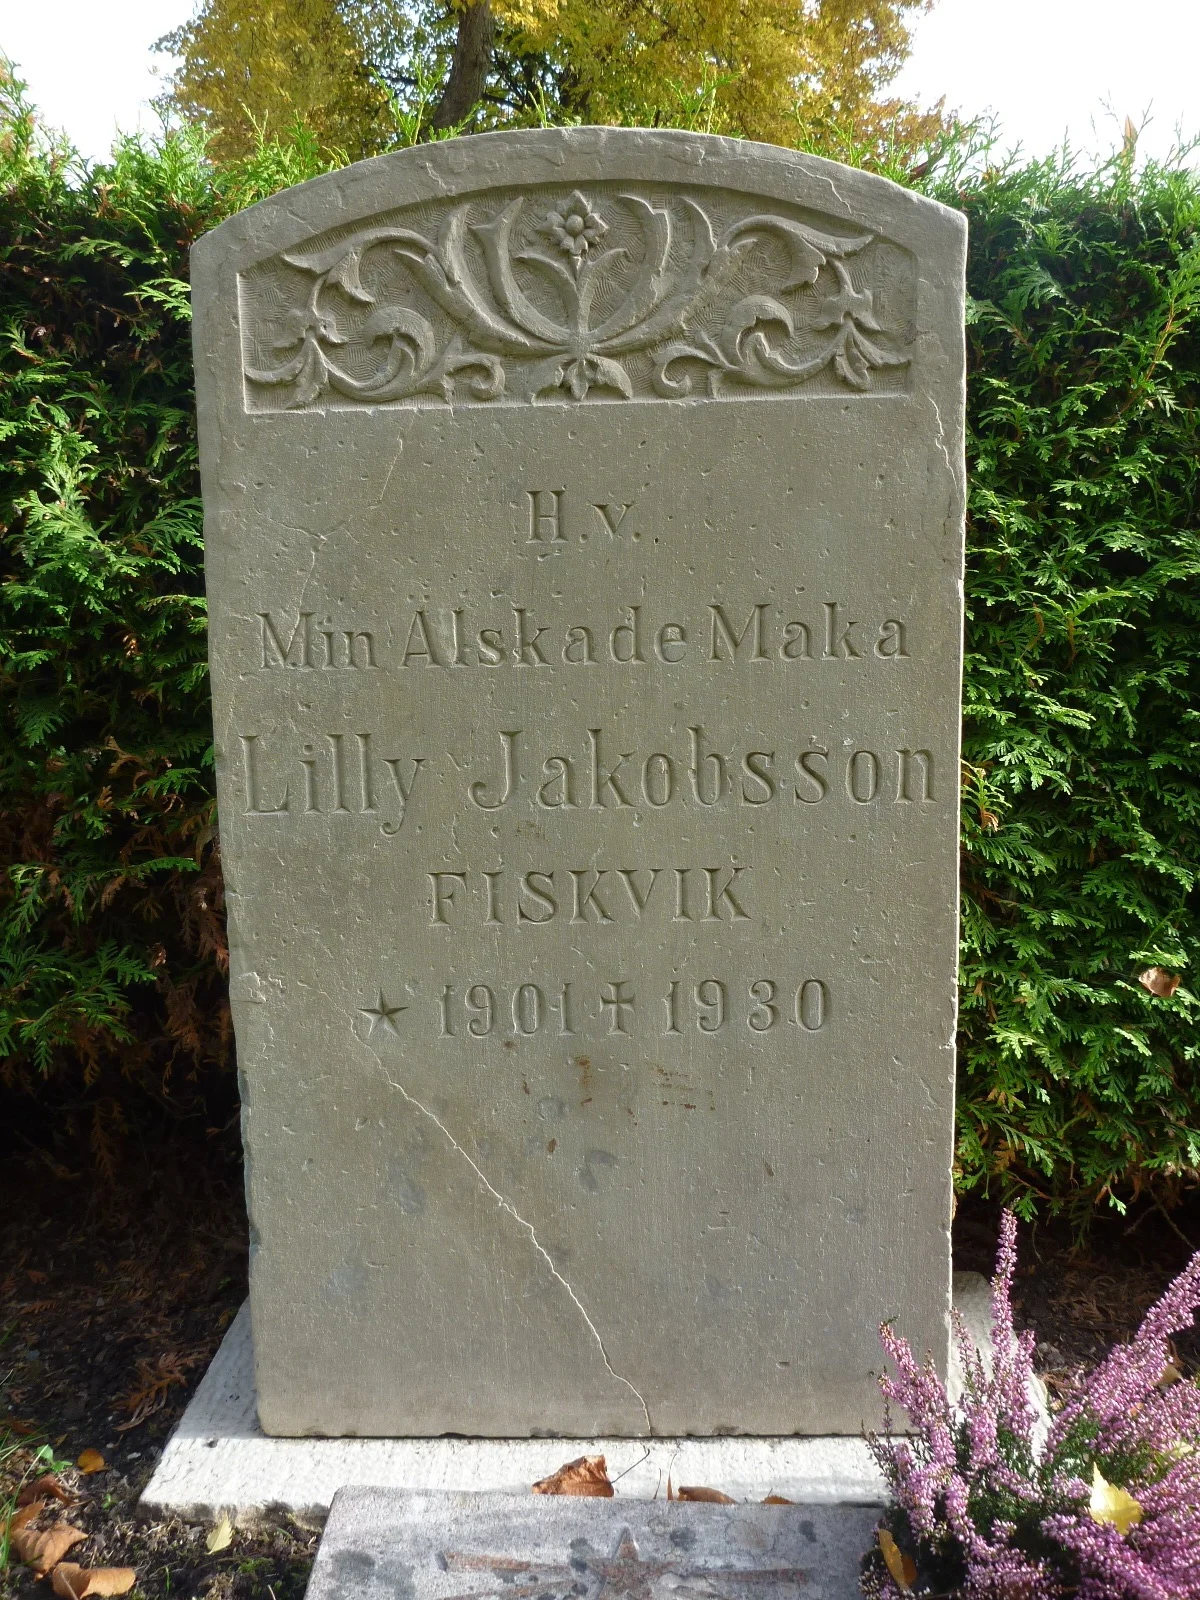 H.v.
Min Älskade Maka
Lilly Jakobsson
FISKVIK
★ 1901 ✝ 1930